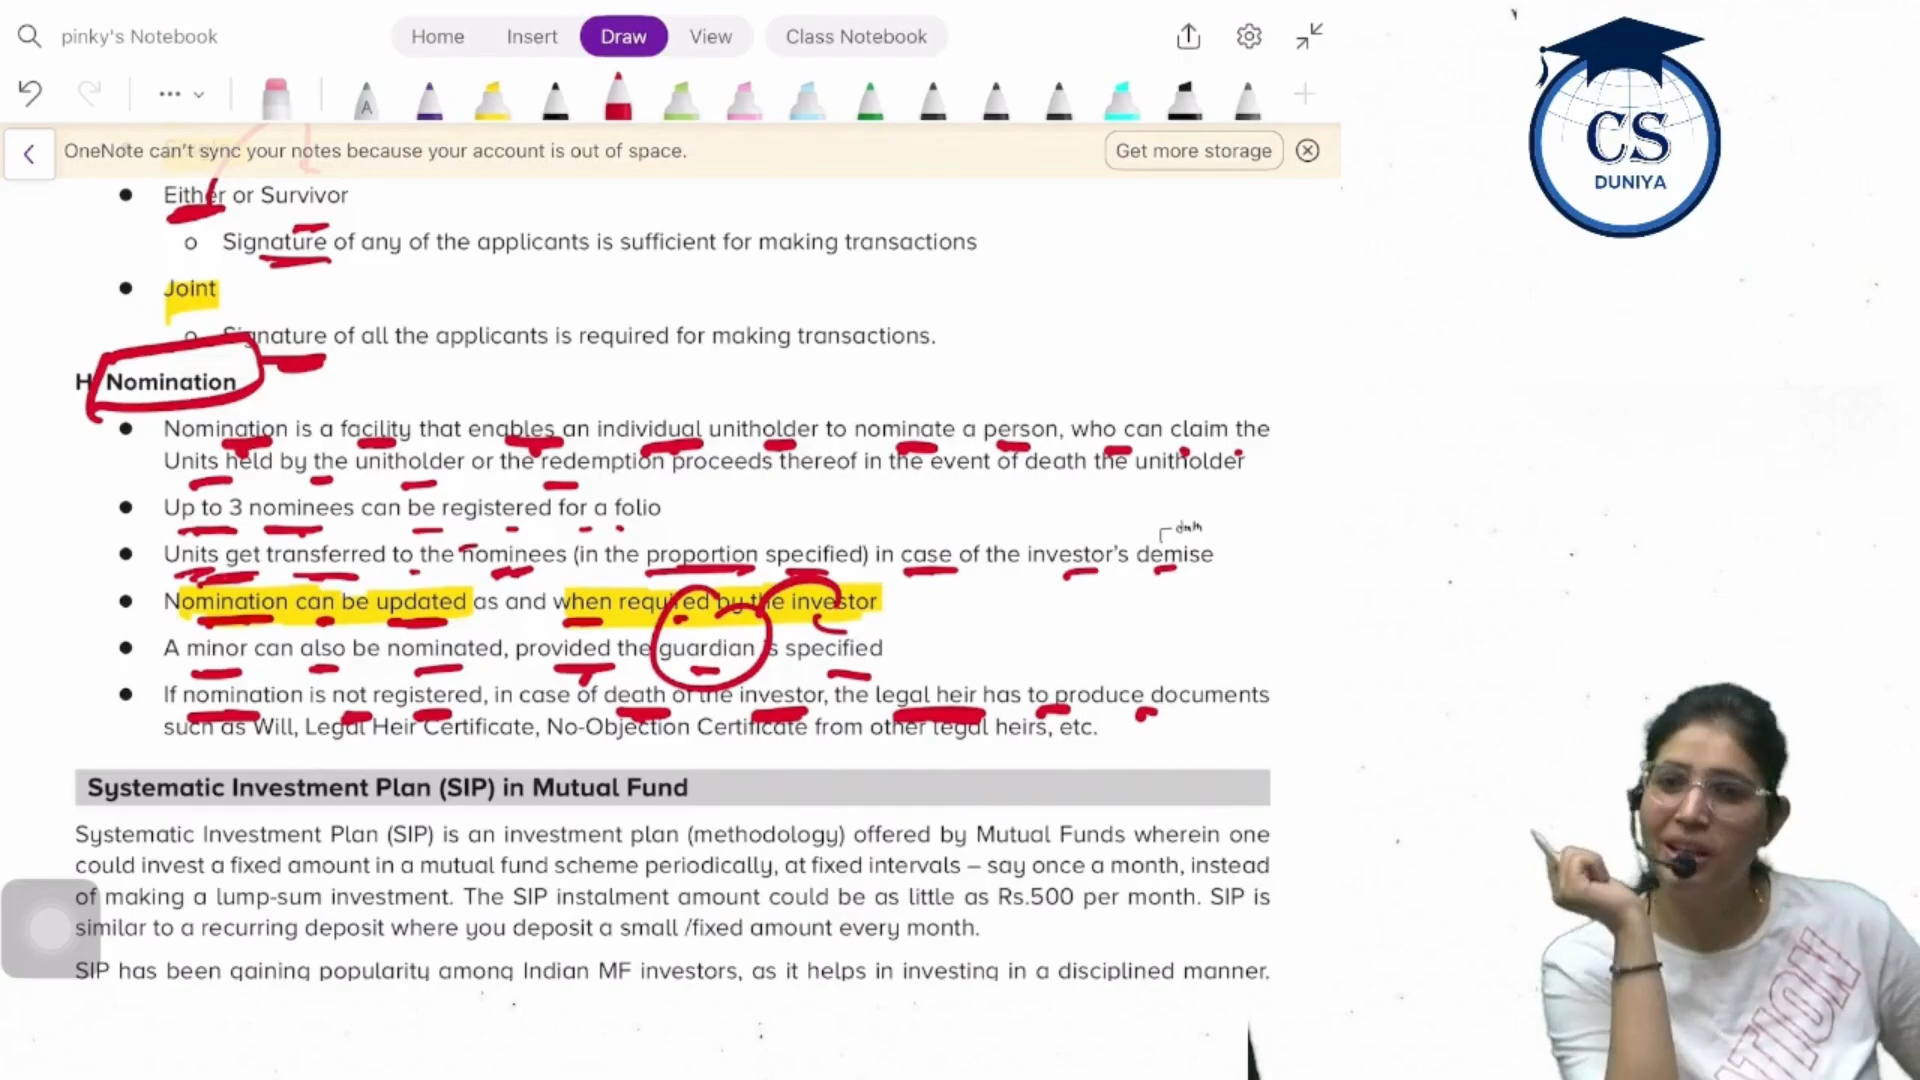 pinky's Notebook
Home
Insert
Draw
View
Class Notebook
A
OneNote can't sync your notes because your account is out of space.
Get more storage
CS
DUNIYA
Either or Survivor
Signature of any of the applicants is sufficient for making transactions
Joint
Signature of all the applicants is required for making transactions.
H Nomination
Nomination is a facility that enables an individual unitholder to nominate a person, who can claim the
Units held by the unitholder or the redemption proceeds thereof in the event of death the unitholder
Up to 3 nominees can be registered for a folio
death
Units get transferred to the nominees (in the proportion specified) in case of the investor's demise
Nomination can be updated as and when required by the investor
A minor can also be nominated, provided the guardian is specified
If nomination is not registered, in case of death of the investor, the legal heir has to produce documents
such as Will, Legal Heir Certificate, No-Objection Certificate from other legal heirs, etc.
Systematic Investment Plan (SIP) in Mutual Fund
Systematic Investment Plan (SIP) is an investment plan (methodology) offered by Mutual Funds wherein one
could invest a fixed amount in a mutual fund scheme periodically, at fixed intervals – say once a month, instead
of making a lump-sum investment. The SIP instalment amount could be as little as Rs.500 per month. SIP is
similar to a recurring deposit where you deposit a small /fixed amount every month.
SIP has been gaining popularity among Indian MF investors, as it helps in investing in a disciplined manner.